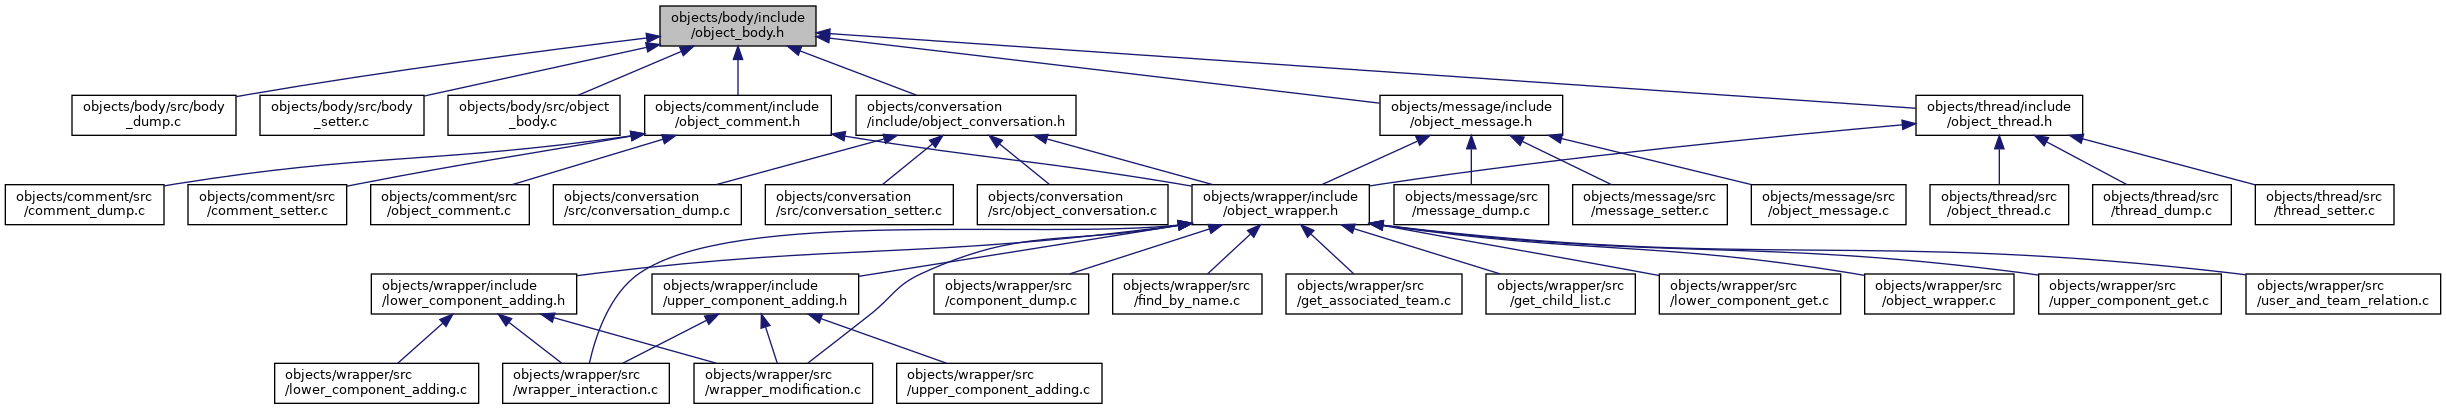 objects/body/include
/object_body.h
objects/body/src/body
_dump.c
objects/body/src/body
_setter.c
objects/body/src/object
_body.c
objects/comment/include
/object_comment.h
objects/conversation
/include/object_conversation.h
objects/message/include
/object_message.h
objects/thread/include
/object_thread.h
objects/comment/src
/comment_dump.c
objects/comment/src
/comment_setter.c
objects/comment/src
/object_comment.c
objects/conversation
/src/conversation_dump.c
objects/conversation
/src/conversation_setter.c
objects/conversation
/src/object_conversation.c
objects/wrapper/include
/object_wrapper.h
objects/message/src
/message_dump.c
objects/message/src
/message_setter.c
objects/message/src
/object_message.c
objects/thread/src
/object_thread.c
objects/thread/src
/thread_dump.c
objects/thread/src
/thread_setter.c
objects/wrapper/include
/lower_component_adding.h
objects/wrapper/include
/upper_component_adding.h
objects/wrapper/src
/component_dump.c
objects/wrapper/src
/find_by_name.c
objects/wrapper/src
/get_associated_team.c
objects/wrapper/src
/get_child_list.c
objects/wrapper/src
/lower_component_get.c
objects/wrapper/src
/object_wrapper.c
objects/wrapper/src
/upper_component_get.c
objects/wrapper/src
/user_and_team_relation.c
objects/wrapper/src
/lower_component_adding.c
objects/wrapper/src
/wrapper_interaction.c
objects/wrapper/src
/wrapper_modification.c
objects/wrapper/src
/upper_component_adding.c